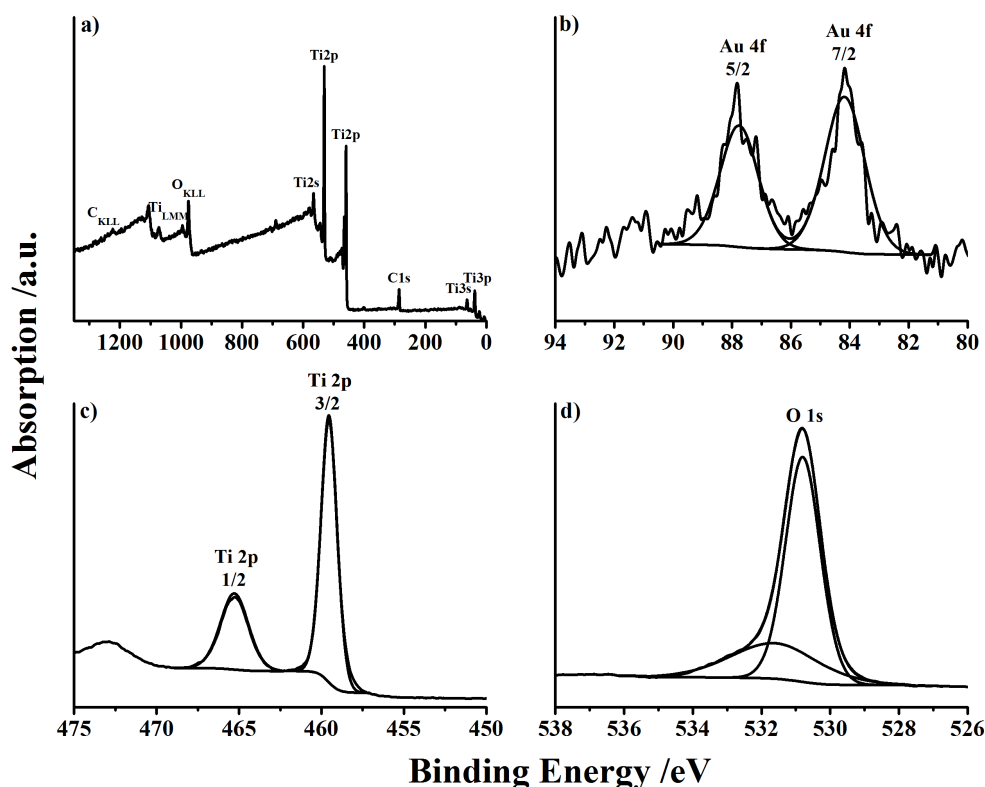 Absorption /a.u.
a)
Ti2p
Ti2p
Ti2s
O KLL
Ti LMM
C KLL
C1s
Ti3p
Ti3s
1200 1000 800 600 400 200 0
b)
Au 4f
5/2
Au 4f
7/2
94 92 90 88 86 84 82 80
c)
Ti 2p
3/2
Ti 2p
1/2
475 470 465 460 455 450
d)
O 1s
538 536 534 532 530 528 526
Binding Energy /eV